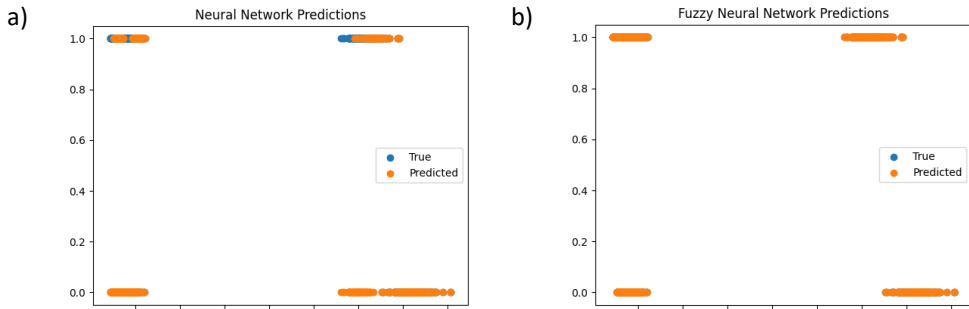 a)
Neural Network Predictions
1.0
0.8
0.6
0.4
0.2
0.0
True
Predicted
b)
Fuzzy Neural Network Predictions
1.0
0.8
0.6
0.4
0.2
0.0
True
Predicted